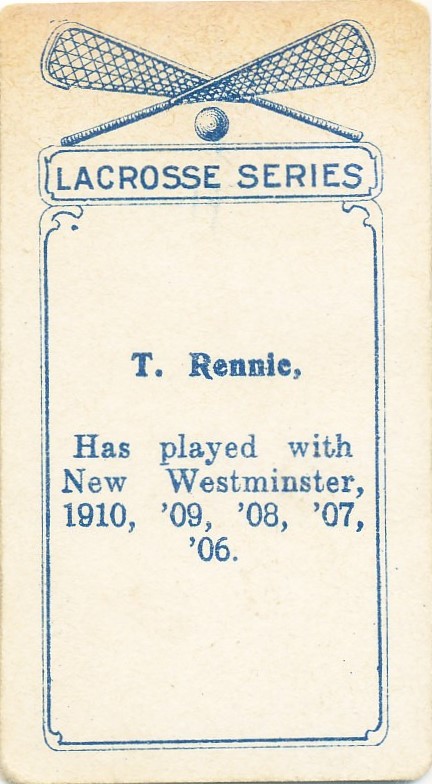 LACROSSE SERIES
T. Rennie,
Has played with
New Westminster,
1910, '09, '08, '07,
'06.